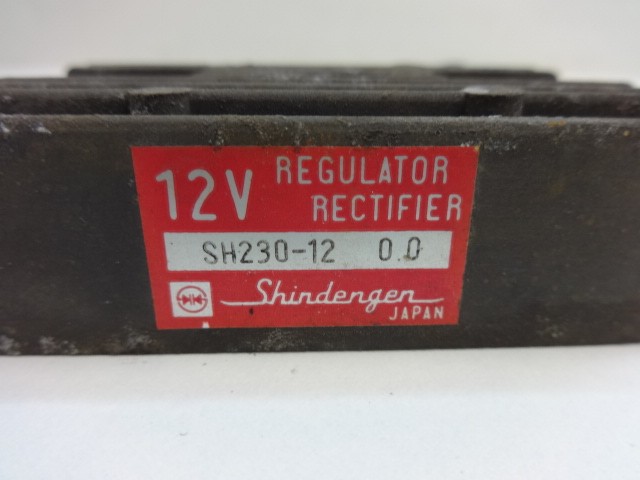 12V REGULATOR
RECTIFIER
SH230-12 0.0
Shindengen
JAPAN